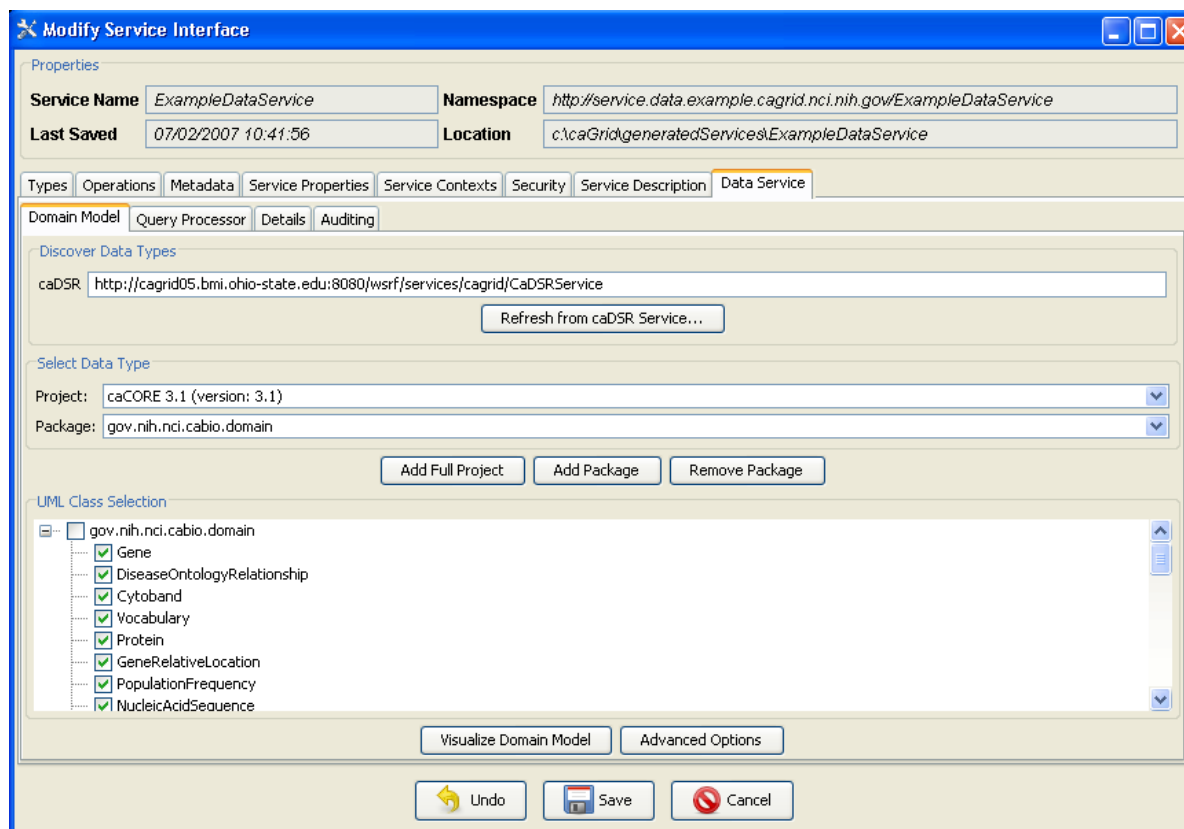 Modify Service Interface
Properties
Service Name ExampleDataService Namespace http://service.data.example.cagrid.nci.nih.gov/ExampleDataService
Last Saved 07/02/2007 10:41:56 Location c:\caGrid\generatedServices\ExampleDataService
Types Operations Metadata Service Properties Service Contexts Security Service Description Data Service
Domain Model Query Processor Details Auditing
Discover Data Types
caDSR http://cagrid05.bmi.ohio-state.edu:8080/wsrf/services/cagrid/CaDSRService
Refresh from caDSR Service...
Select Data Type
Project: caCORE 3.1 (version: 3.1)
Package: gov.nih.nci.cabio.domain
Add Full Project Add Package Remove Package
UML Class Selection
gov.nih.nci.cabio.domain
Gene
DiseaseOntologyRelationship
Cytoband
Vocabulary
Protein
GeneRelativeLocation
PopulationFrequency
NucleicAcidSequence
Visualize Domain Model Advanced Options
Undo Save Cancel